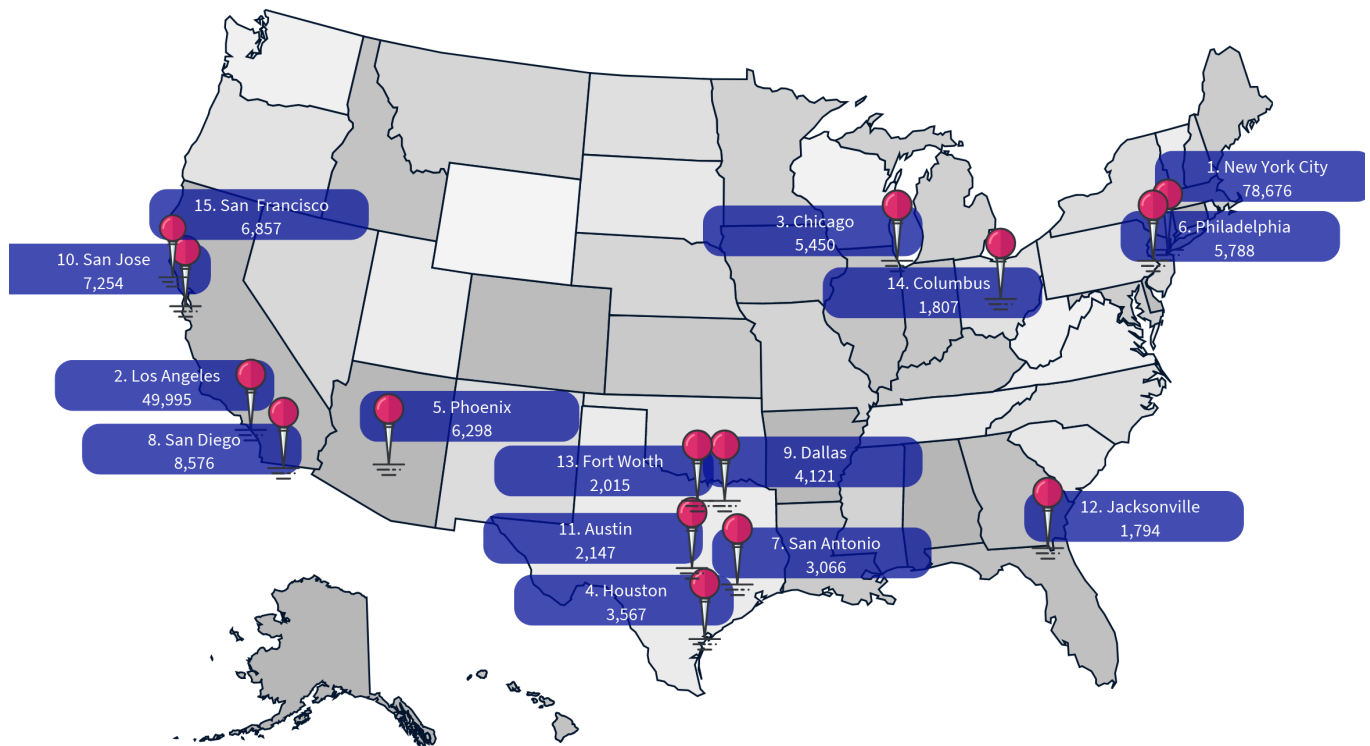 1. New York City
78,676
15. San Francisco
6,857
3. Chicago
5,450
6. Philadelphia
5,788
10. San Jose
7,254
14. Columbus
1,807
2. Los Angeles
49,995
5. Phoenix
6,298
8. San Diego
8,576
13. Fort Worth
2,015
9. Dallas
4,121
12. Jacksonville
1,794
11. Austin
2,147
7. San Antonio
3,066
4. Houston
3,567